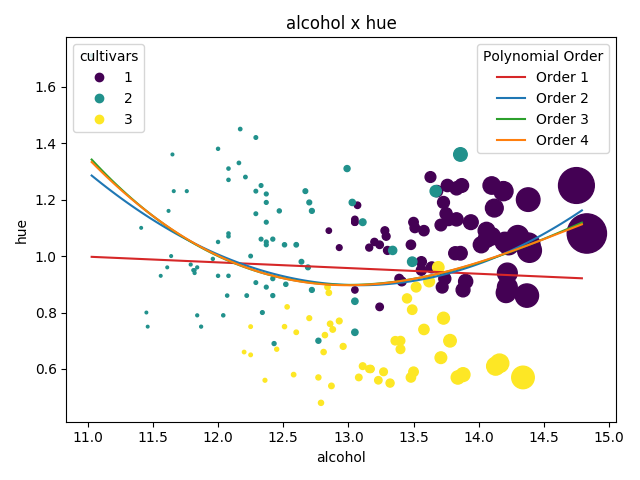 alcohol x hue
cultivars
1
2
3
Polynomial Order
Order 1
Order 2
Order 3
Order 4
hue
1.6
1.4
1.2
1.0
0.8
0.6
11.0 11.5 12.0 12.5 13.0 13.5 14.0 14.5 15.0
alcohol